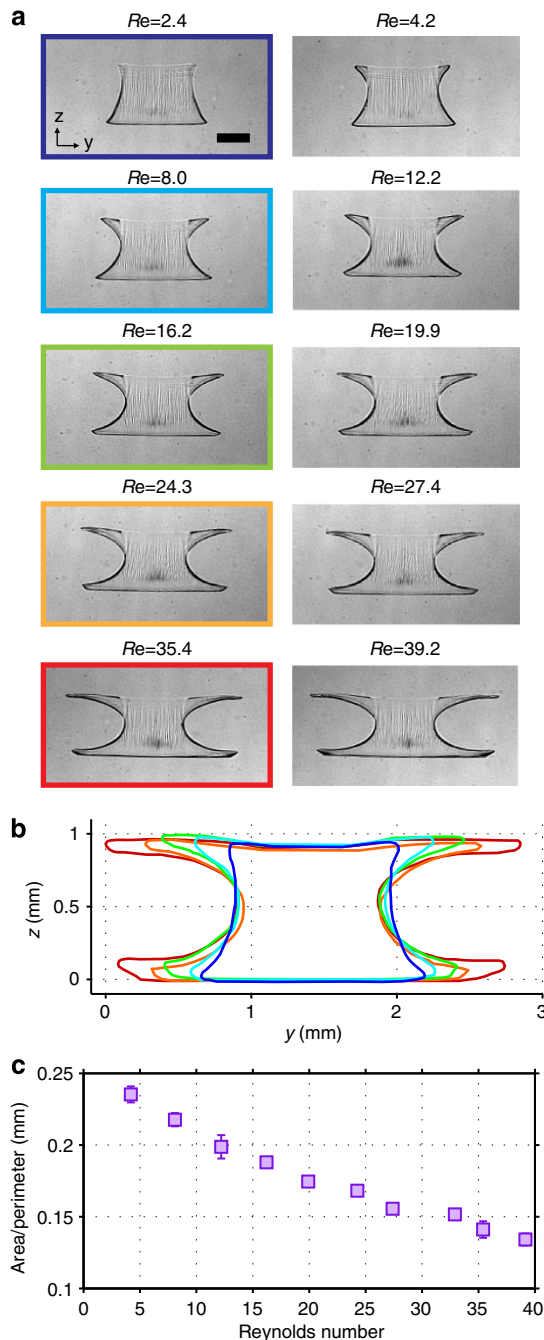 a
Re=2.4 Re=4.2
z
y
Re=8.0 Re=12.2
Re=16.2 Re=19.9
Re=24.3 Re=27.4
Re=35.4 Re=39.2
b
1
z (mm)
0.5
0
0 1 2 3
y (mm)
c
0.25
Area/perimeter (mm)
0.2
0.15
0.1
0 5 10 15 20 25 30 35 40
Reynolds number